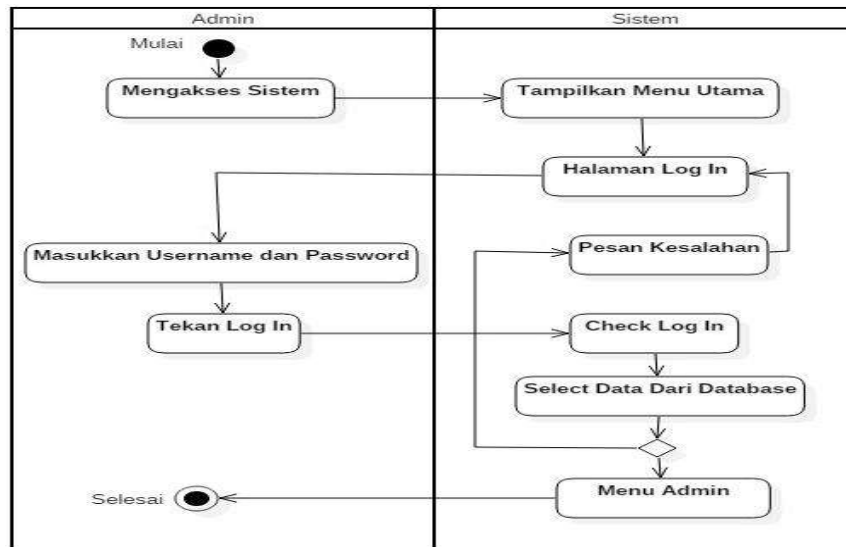 Admin
Sistem
Mulai
Mengakses Sistem
Tampilkan Menu Utama
Halaman Log In
Masukkan Username dan Password
Pesan Kesalahan
Tekan Log In
Check Log In
Select Data Dari Database
Menu Admin
Selesai